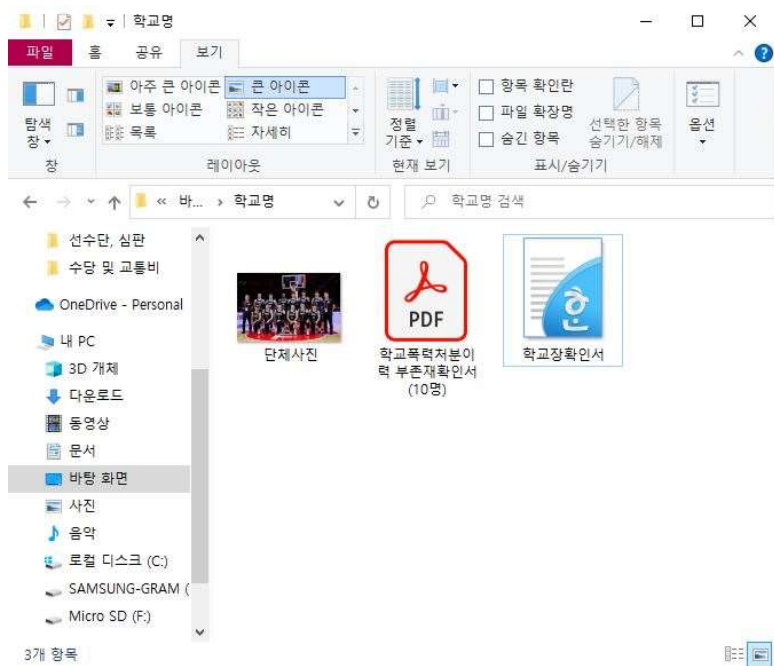 학교명
파일 홈 공유 보기
아주 큰 아이콘 큰 아이콘
보통 아이콘 작은 아이콘
목록 자세히
탐색
창
정렬
기준
항목 확인란
파일 확장명
숨긴 항목
선택한 항목
숨기기/해제
옵션
창 레이아웃 현재 보기 표시/숨기기
« 바... › 학교명
학교명 검색
선수단, 심판
수당 및 교통비
OneDrive - Personal
내 PC
3D 개체
다운로드
동영상
문서
바탕 화면
사진
음악
로컬 디스크 (C:)
SAMSUNG-GRAM (
Micro SD (F:)
단체사진
PDF
학교폭력처분이
력 부존재확인서
(10명)
한
학교장확인서
3개 항목